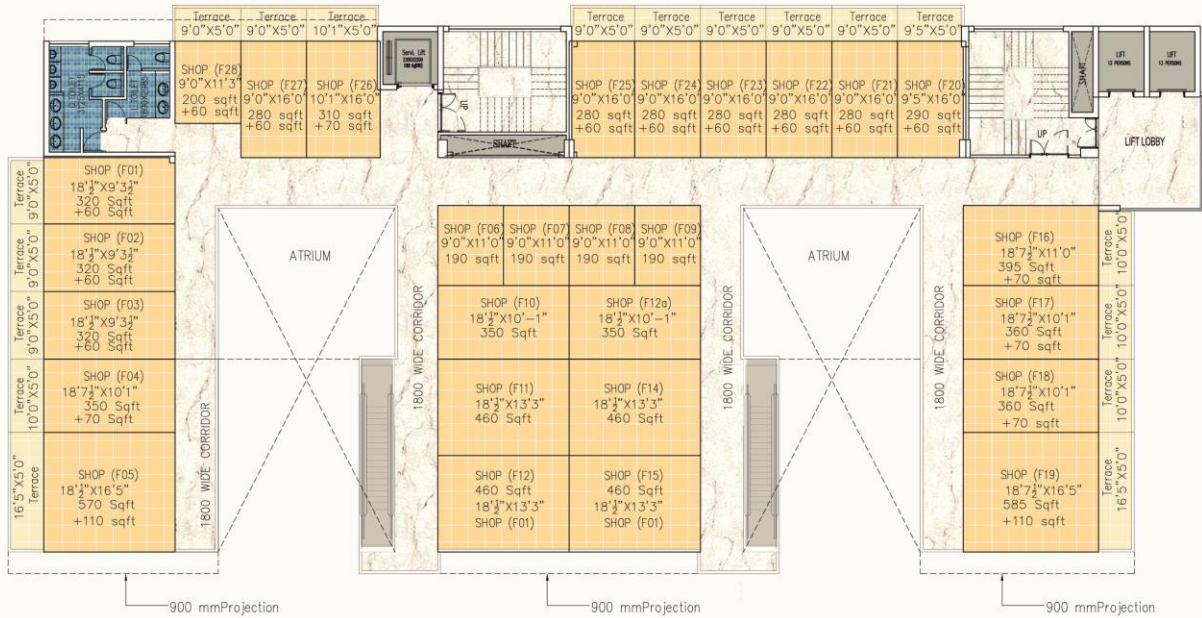 Terrace
9'0"X5'0"
Terrace
9'0"X5'0"
Terrace
10'1"X5'0"
Terrace
9'0"X5'0"
Terrace
9'0"X5'0"
Terrace
9'0"X5'0"
Terrace
9'0"X5'0"
Terrace
9'0"X5'0"
Terrace
9'5"X5'0"
SHOP (F28)
9'0"X11'3"
200 sqft
+60 sqft
SHOP (F27)
9'0"X16'0"
280 sqft
+60 sqft
SHOP (F26)
10'1"X16'0"
310 sqft
+70 sqft
Servi. Lift
UP
SHAFT
SHOP (F25)
9'0"X16'0"
280 sqft
+60 sqft
SHOP (F24)
9'0"X16'0"
280 sqft
+60 sqft
SHOP (F23)
9'0"X16'0"
280 sqft
+60 sqft
SHOP (F22)
9'0"X16'0"
280 sqft
+60 sqft
SHOP (F21)
9'0"X16'0"
280 sqft
+60 sqft
SHOP (F20)
9'5"X16'0"
290 sqft
+60 sqft
UP
SHAFT
LIFT
13 PERSONS
LIFT
13 PERSONS
LIFT LOBBY
Terrace
9'0"X5'0"
SHOP (F01)
18'½"X9'3½"
320 Sqft
+60 Sqft
Terrace
9'0"X5'0"
SHOP (F02)
18'½"X9'3½"
320 Sqft
+60 Sqft
Terrace
9'0"X5'0"
SHOP (F03)
18'½"X9'3½"
320 Sqft
+60 Sqft
Terrace
10'0"X5'0"
SHOP (F04)
18'7½"X10'1"
350 Sqft
+70 Sqft
16'5"X5'0"
Terrace
SHOP (F05)
18'½"X16'5"
570 Sqft
+110 sqft
1800 WIDE CORRIDOR
ATRIUM
1800 WIDE CORRIDOR
SHOP (F06)
9'0"X11'0"
190 sqft
SHOP (F07)
9'0"X11'0"
190 sqft
SHOP (F08)
9'0"X11'0"
190 sqft
SHOP (F09)
9'0"X11'0"
190 sqft
SHOP (F10)
18'½"X10'-1"
350 Sqft
SHOP (F12a)
18'½"X10'-1"
350 Sqft
SHOP (F11)
18'½"X13'3"
460 Sqft
SHOP (F14)
18'½"X13'3"
460 Sqft
SHOP (F12)
460 Sqft
18'½"X13'3"
SHOP (F01)
SHOP (F15)
460 Sqft
18'½"X13'3"
SHOP (F01)
1800 WIDE CORRIDOR
ATRIUM
1800 WIDE CORRIDOR
SHOP (F16)
18'7½"X11'0"
395 Sqft
+70 sqft
Terrace
10'0"X5'0"
SHOP (F17)
18'7½"X10'1"
360 Sqft
+70 sqft
Terrace
10'0"X5'0"
SHOP (F18)
18'7½"X10'1"
360 Sqft
+70 sqft
Terrace
10'0"X5'0"
SHOP (F19)
18'7½"X16'5"
585 Sqft
+110 sqft
Terrace
16'5"X5'0"
900 mmProjection
900 mmProjection
900 mmProjection